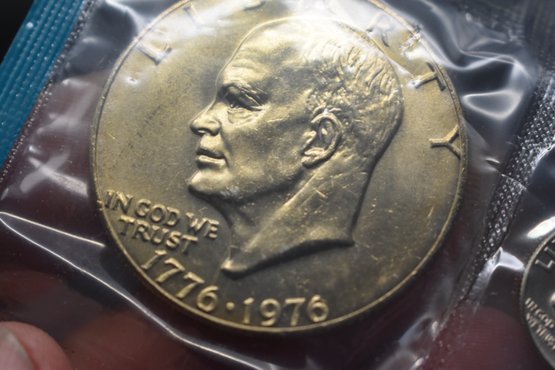 LIBERTY
IN GOD WE
TRUST
1776 · 1976